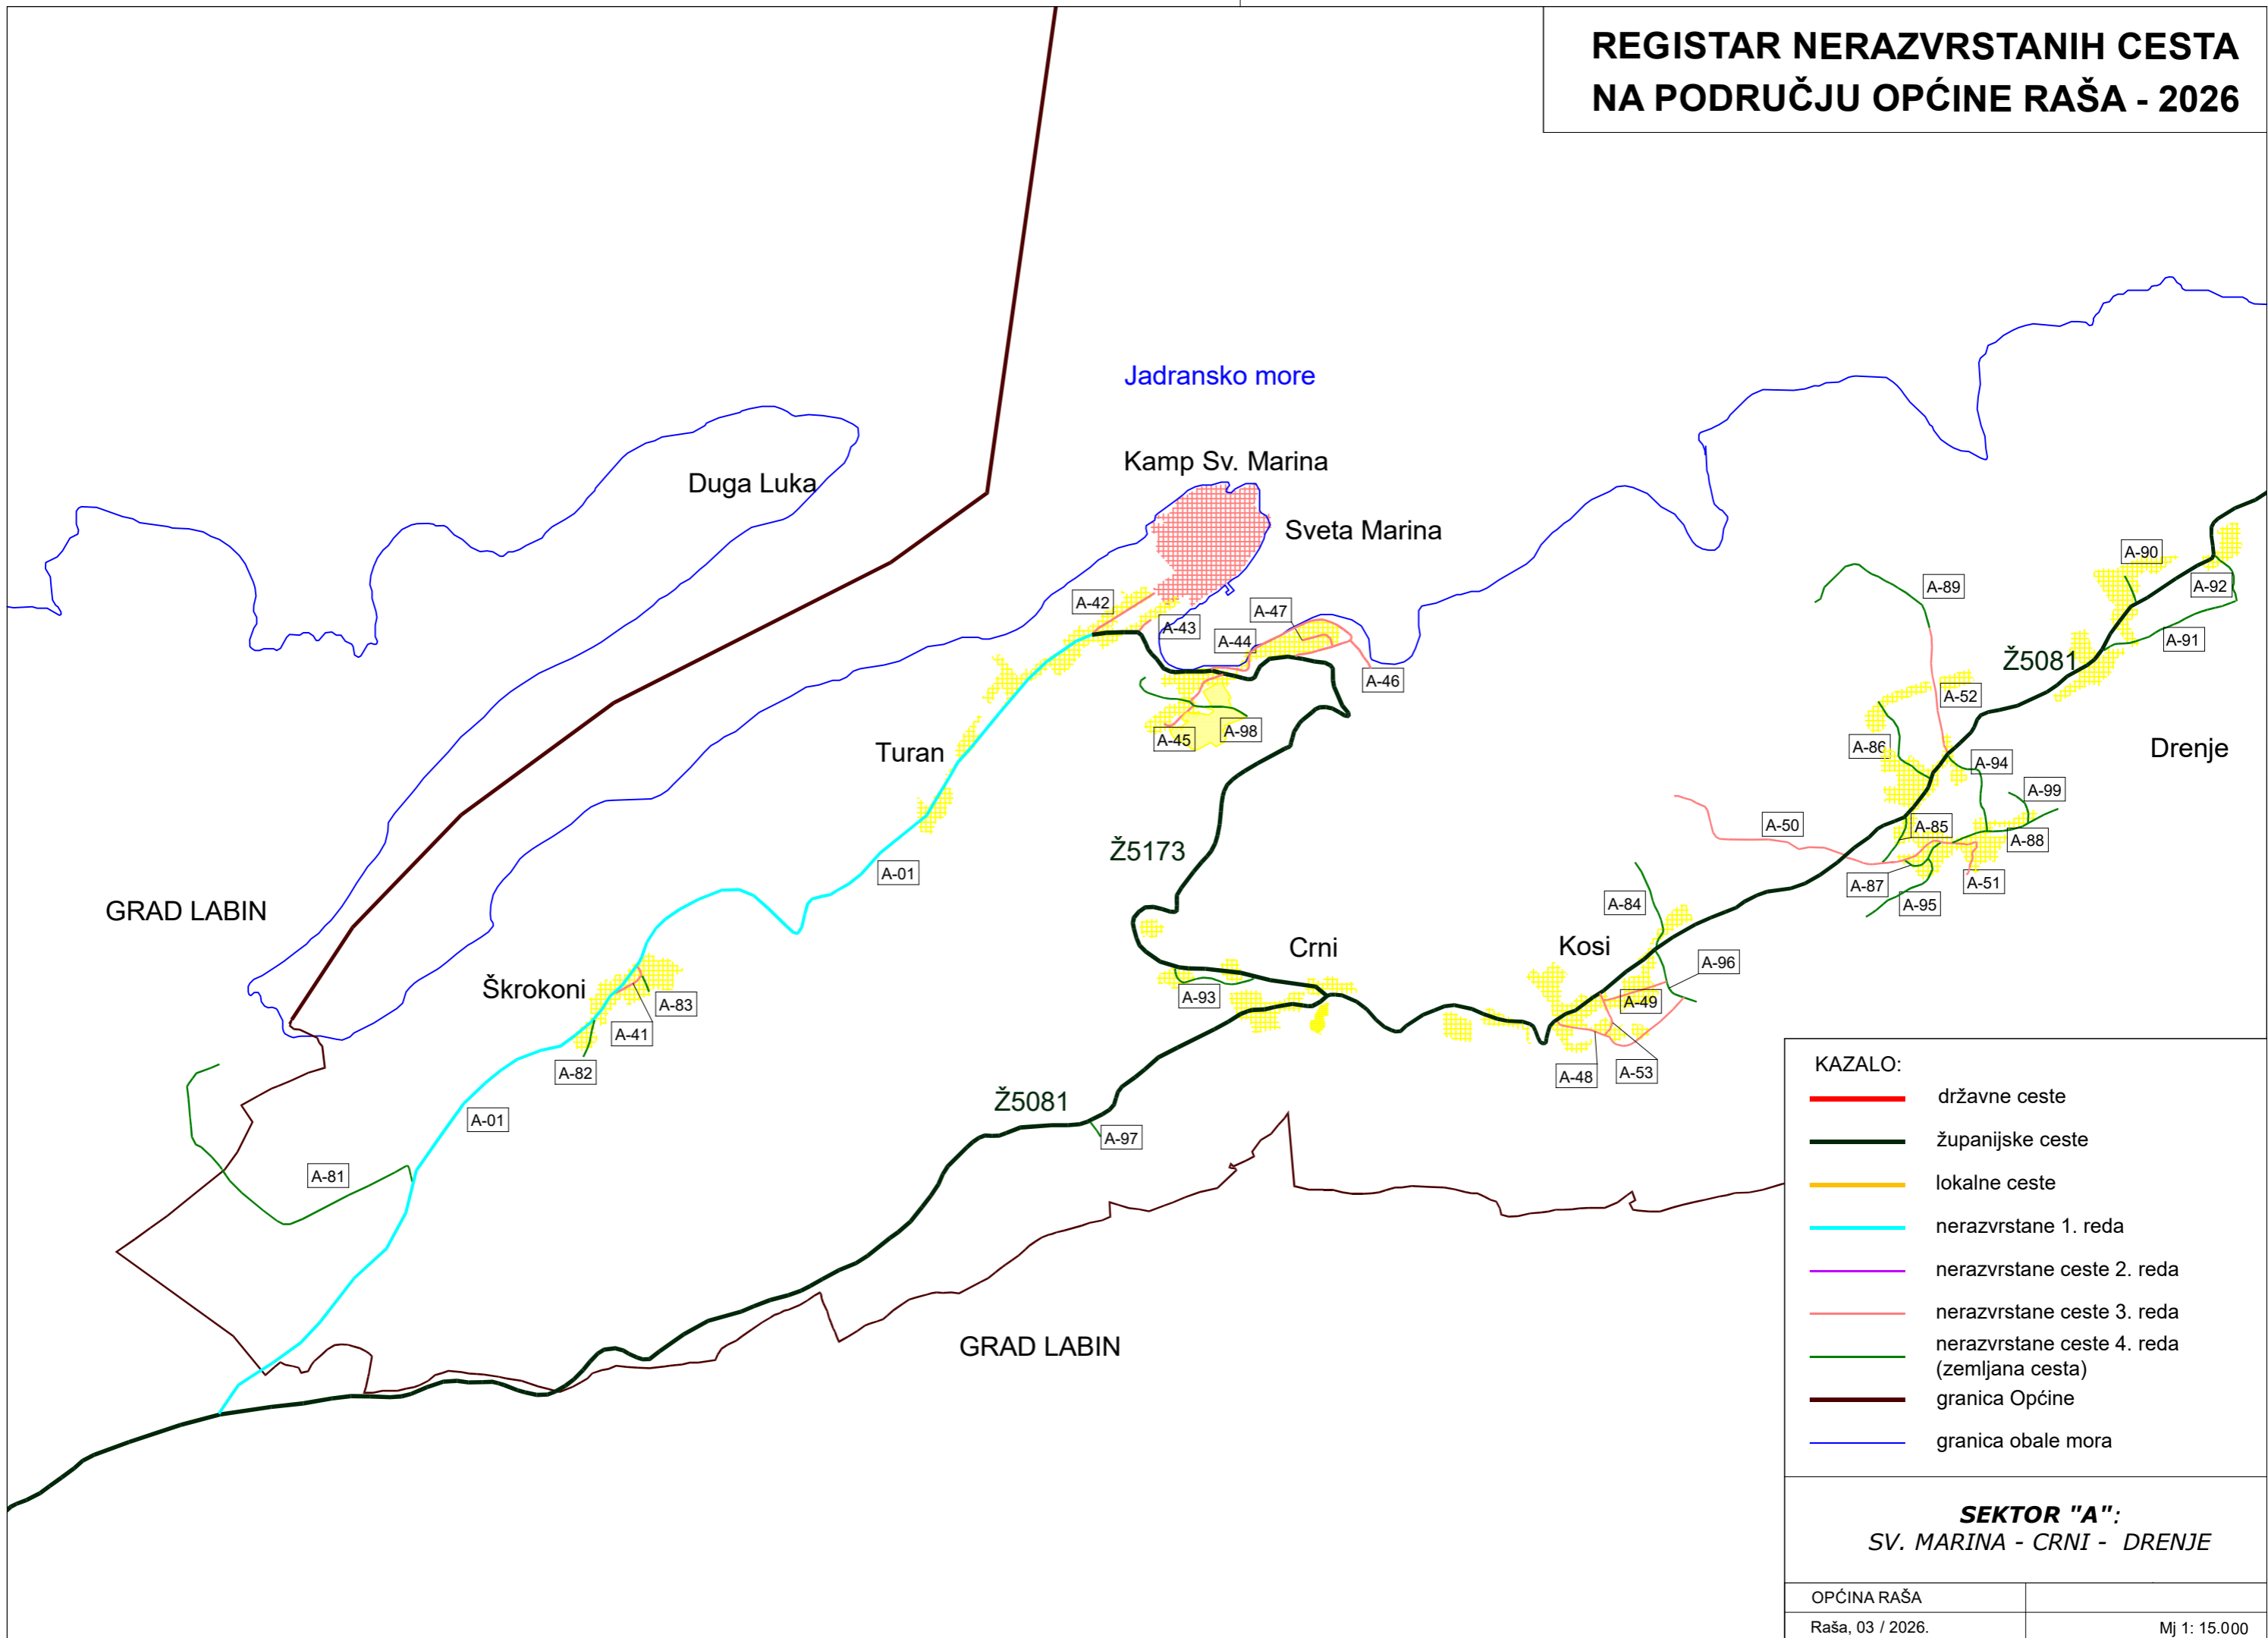 REGISTAR NERAZVRSTANIH CESTA
NA PODRUČJU OPĆINE RAŠA - 2026
Jadransko more
Kamp Sv. Marina
Duga Luka
Sveta Marina
A-90
A-89
A-92
A-42
A-47
A-43
A-44
A-91
Ž5081
A-46
A-52
A-45
A-98
A-86
Turan
Drenje
A-94
A-99
A-50
A-85
A-88
Ž5173
A-01
A-87
A-51
A-84
A-95
GRAD LABIN
Crni
Kosi
A-96
Škrokoni
A-83
A-93
A-49
A-41
A-82
A-48
A-53
Ž5081
A-01
A-97
A-81
GRAD LABIN
KAZALO:
državne ceste
županijske ceste
lokalne ceste
nerazvrstane 1. reda
nerazvrstane ceste 2. reda
nerazvrstane ceste 3. reda
nerazvrstane ceste 4. reda
(zemljana cesta)
granica Općine
granica obale mora
SEKTOR "A":
SV. MARINA - CRNI - DRENJE
OPĆINA RAŠA
Raša, 03 / 2026.
Mj 1: 15.000